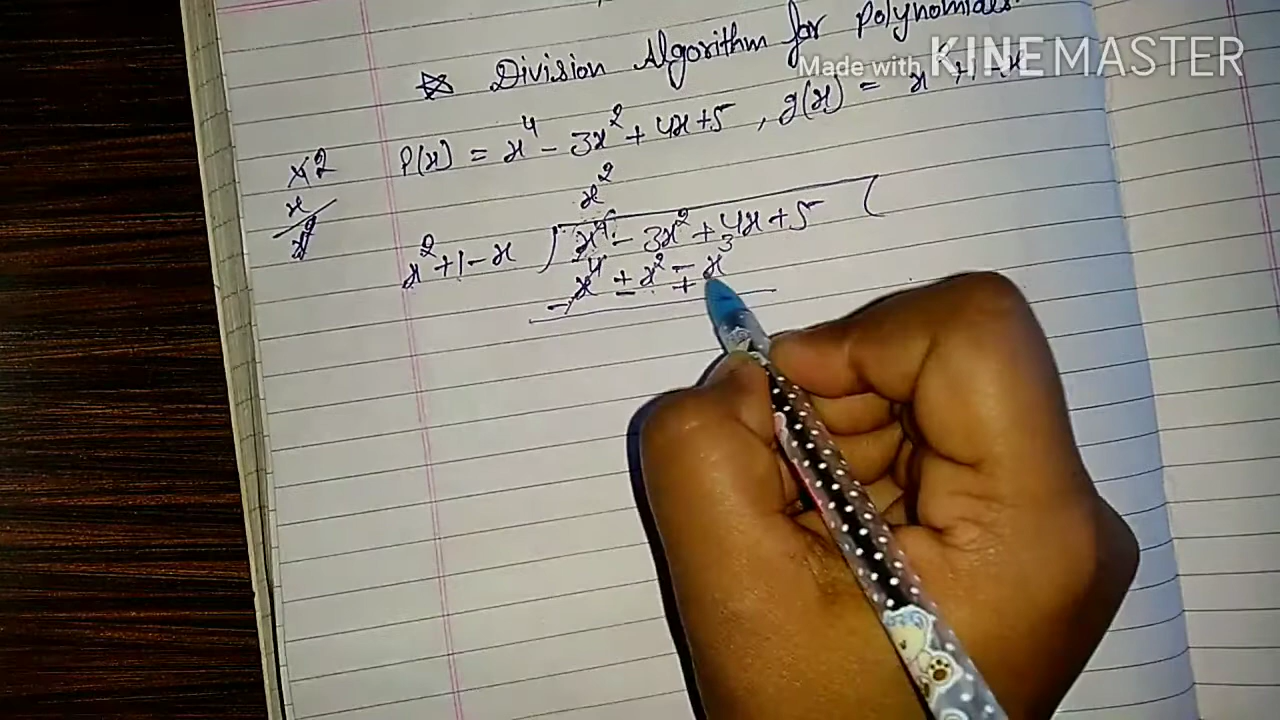 ☆ Division Algorithm for Polynomials.
Made with KINEMASTER
P(x) = x⁴ - 3x² + 4x + 5 , g(x) = x² + 1 - x
x²
x² + 1 - x ) x⁴ - 3x² + 4x + 5 (
x⁴ + x² - x³
- - +